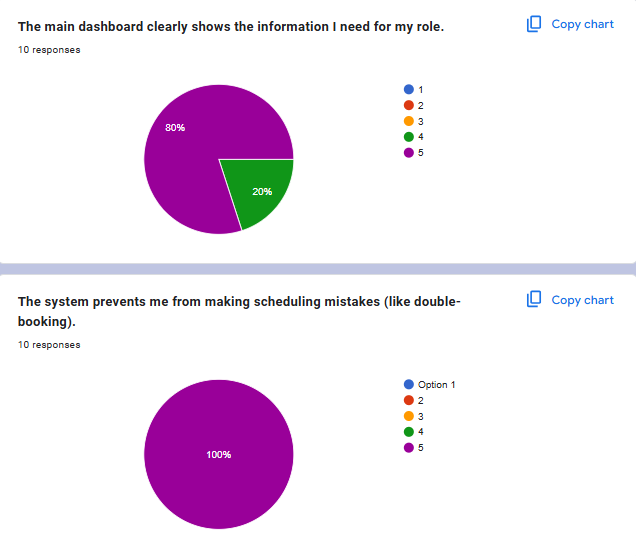 The main dashboard clearly shows the information I need for my role.
Copy chart
10 responses
80%
20%
1
2
3
4
5
The system prevents me from making scheduling mistakes (like double-
booking).
Copy chart
10 responses
100%
Option 1
2
3
4
5